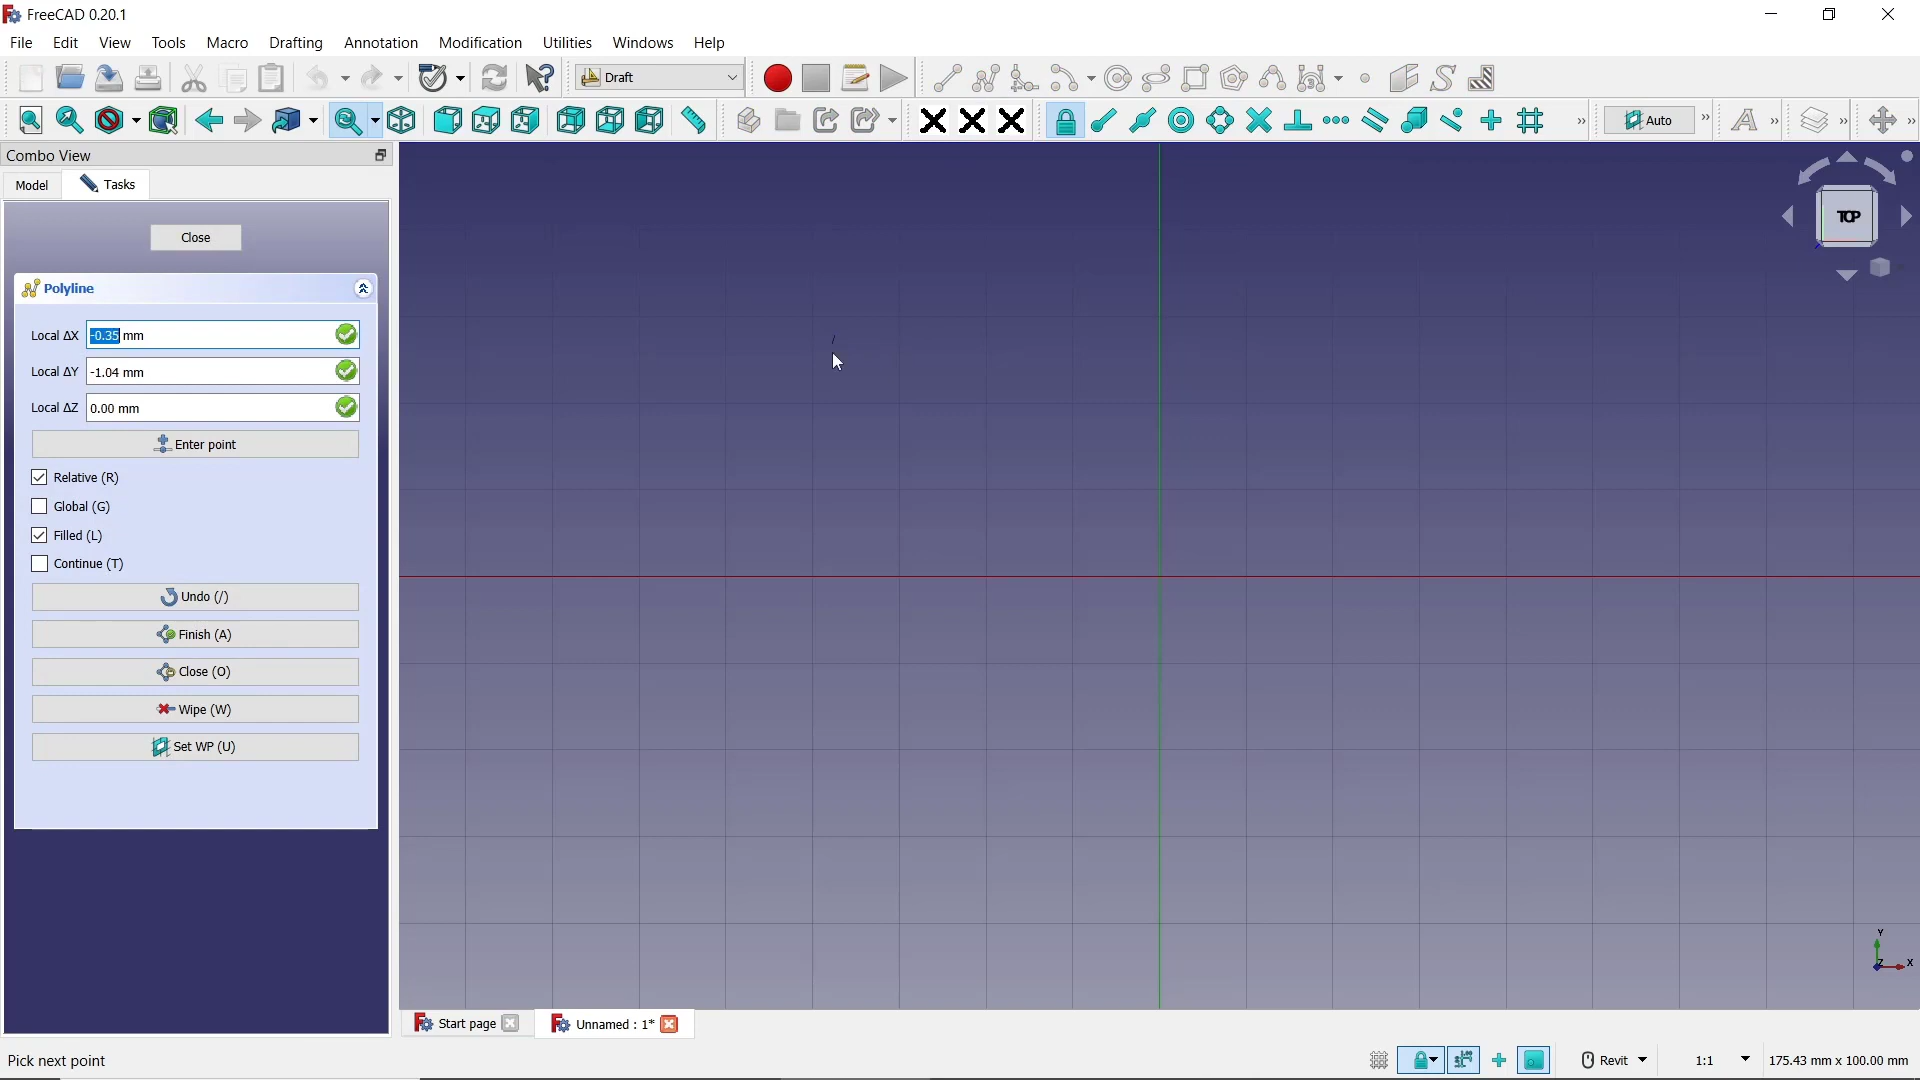 FreeCAD 0.20.1
File Edit View Tools Macro Drafting Annotation Modification Utilities Windows Help
Draft
Auto
Combo View
Model Tasks
Close
Polyline
Local ΔX -0.35 mm
Local ΔY -1.04 mm
Local ΔZ 0.00 mm
Enter point
Relative (R)
Global (G)
Filled (L)
Continue (T)
Undo (/)
Finish (A)
Close (O)
Wipe (W)
Set WP (U)
TOP
Y
Z X
Start page Unnamed : 1*
Pick next point Revit 1:1 175.43 mm x 100.00 mm